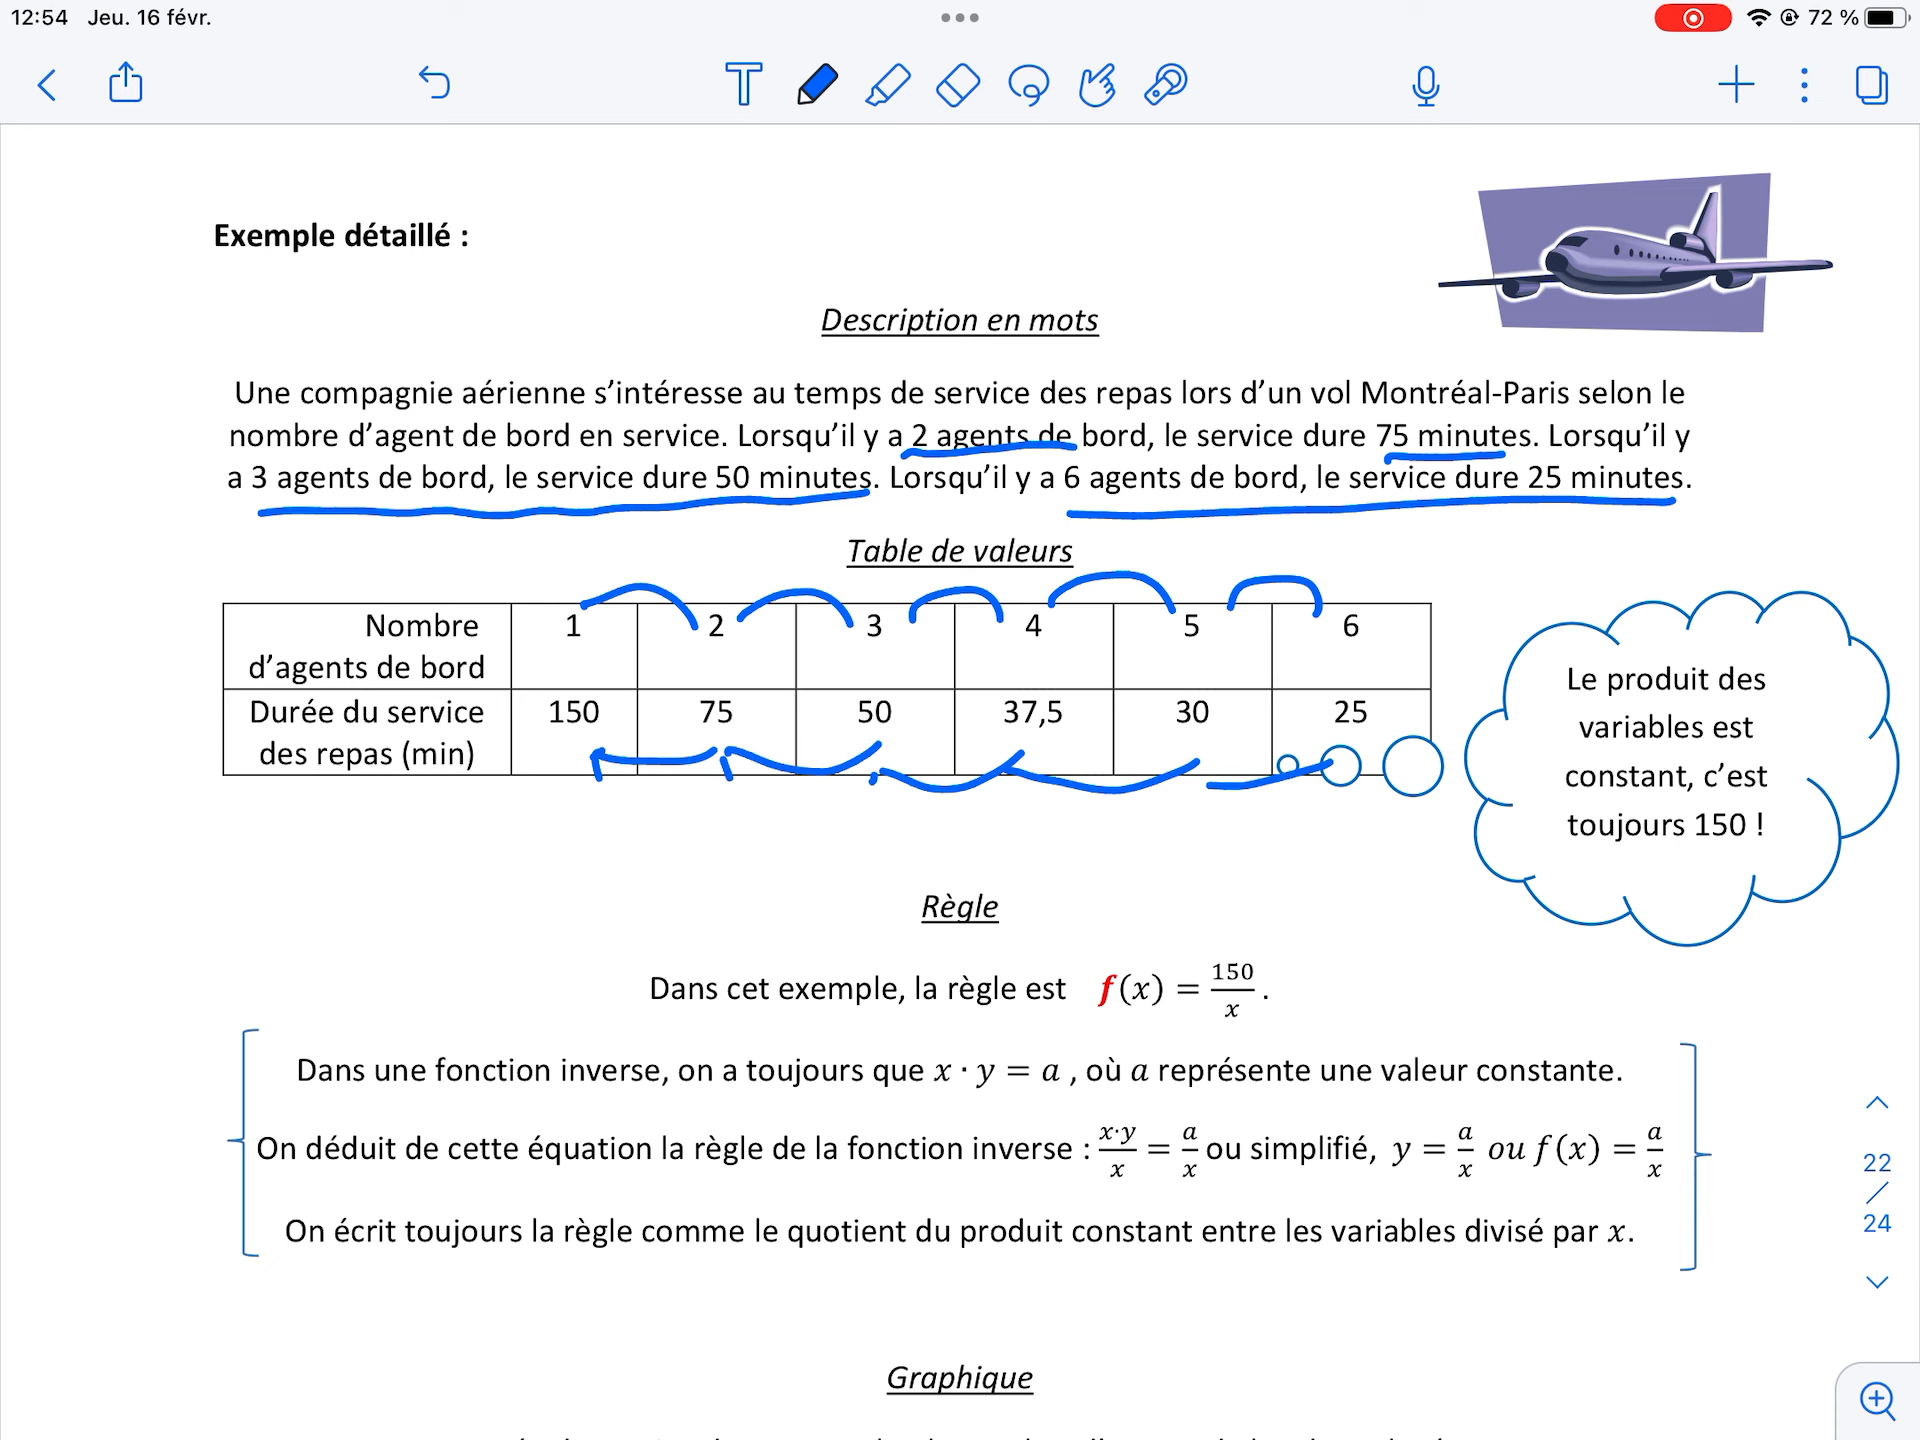 12:54 Jeu. 16 févr.
72 %
T
Exemple détaillé :
Description en mots
Une compagnie aérienne s’intéresse au temps de service des repas lors d’un vol Montréal-Paris selon le
nombre d’agent de bord en service. Lorsqu’il y a 2 agents de bord, le service dure 75 minutes. Lorsqu’il y
a 3 agents de bord, le service dure 50 minutes. Lorsqu’il y a 6 agents de bord, le service dure 25 minutes.
Table de valeurs
Nombre d’agents de bord 1 2 3 4 5 6
Durée du service des repas (min) 150 75 50 37,5 30 25
Le produit des
variables est
constant, c’est
toujours 150 !
Règle
Dans cet exemple, la règle est f(x) = 150/x .
Dans une fonction inverse, on a toujours que x · y = a , où a représente une valeur constante.
On déduit de cette équation la règle de la fonction inverse : x·y/x = a/x ou simplifié, y = a/x ou f(x) = a/x
On écrit toujours la règle comme le quotient du produit constant entre les variables divisé par x.
22
/
24
Graphique